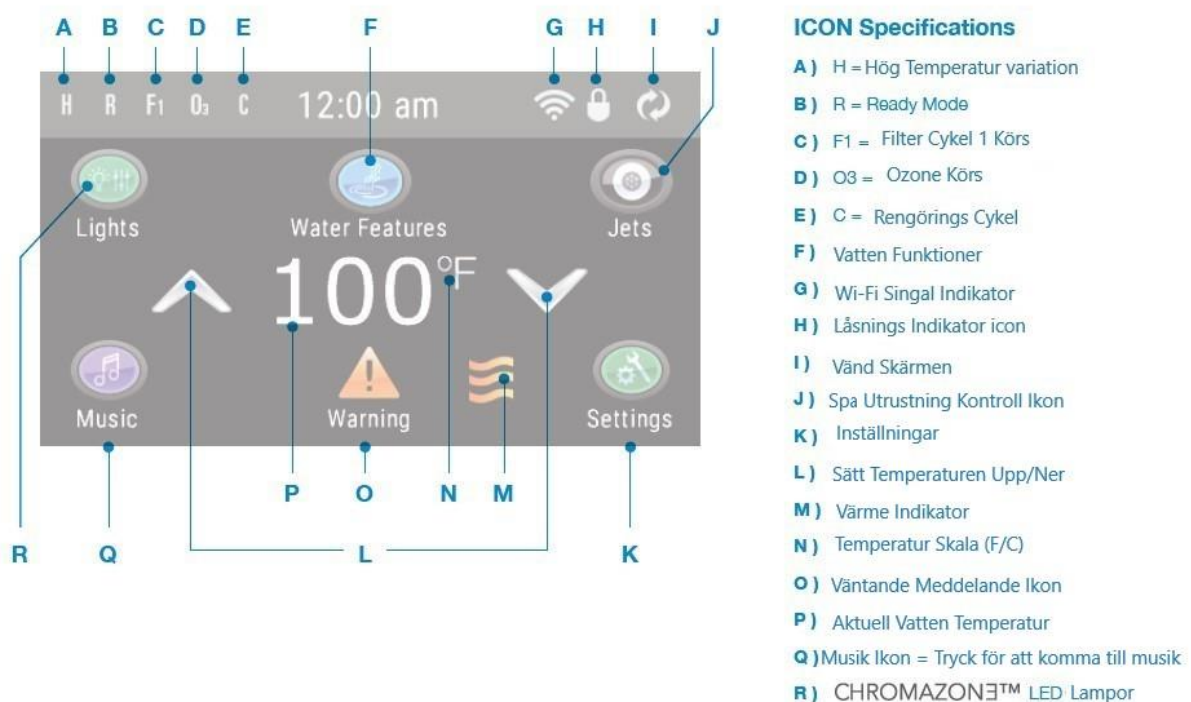 A B C D E F G H I J
H R F1 O3 C 12:00 am
Lights Water Features Jets
100°F
Music Warning Settings
P O N M
R Q L K
ICON Specifications
A ) H = Hög Temperatur variation
B ) R = Ready Mode
C ) F1 = Filter Cykel 1 Körs
D ) O3 = Ozone Körs
E ) C = Rengörings Cykel
F ) Vatten Funktioner
G ) Wi-Fi Singal Indikator
H ) Låsnings Indikator icon
I ) Vänd Skärmen
J ) Spa Utrustning Kontroll Ikon
K ) Inställningar
L ) Sätt Temperaturen Upp/Ner
M ) Värme Indikator
N ) Temperatur Skala (F/C)
O ) Väntande Meddelande Ikon
P ) Aktuell Vatten Temperatur
Q )Musik Ikon = Tryck för att komma till musik
R ) CHROMAZONƎ™ LED Lampor